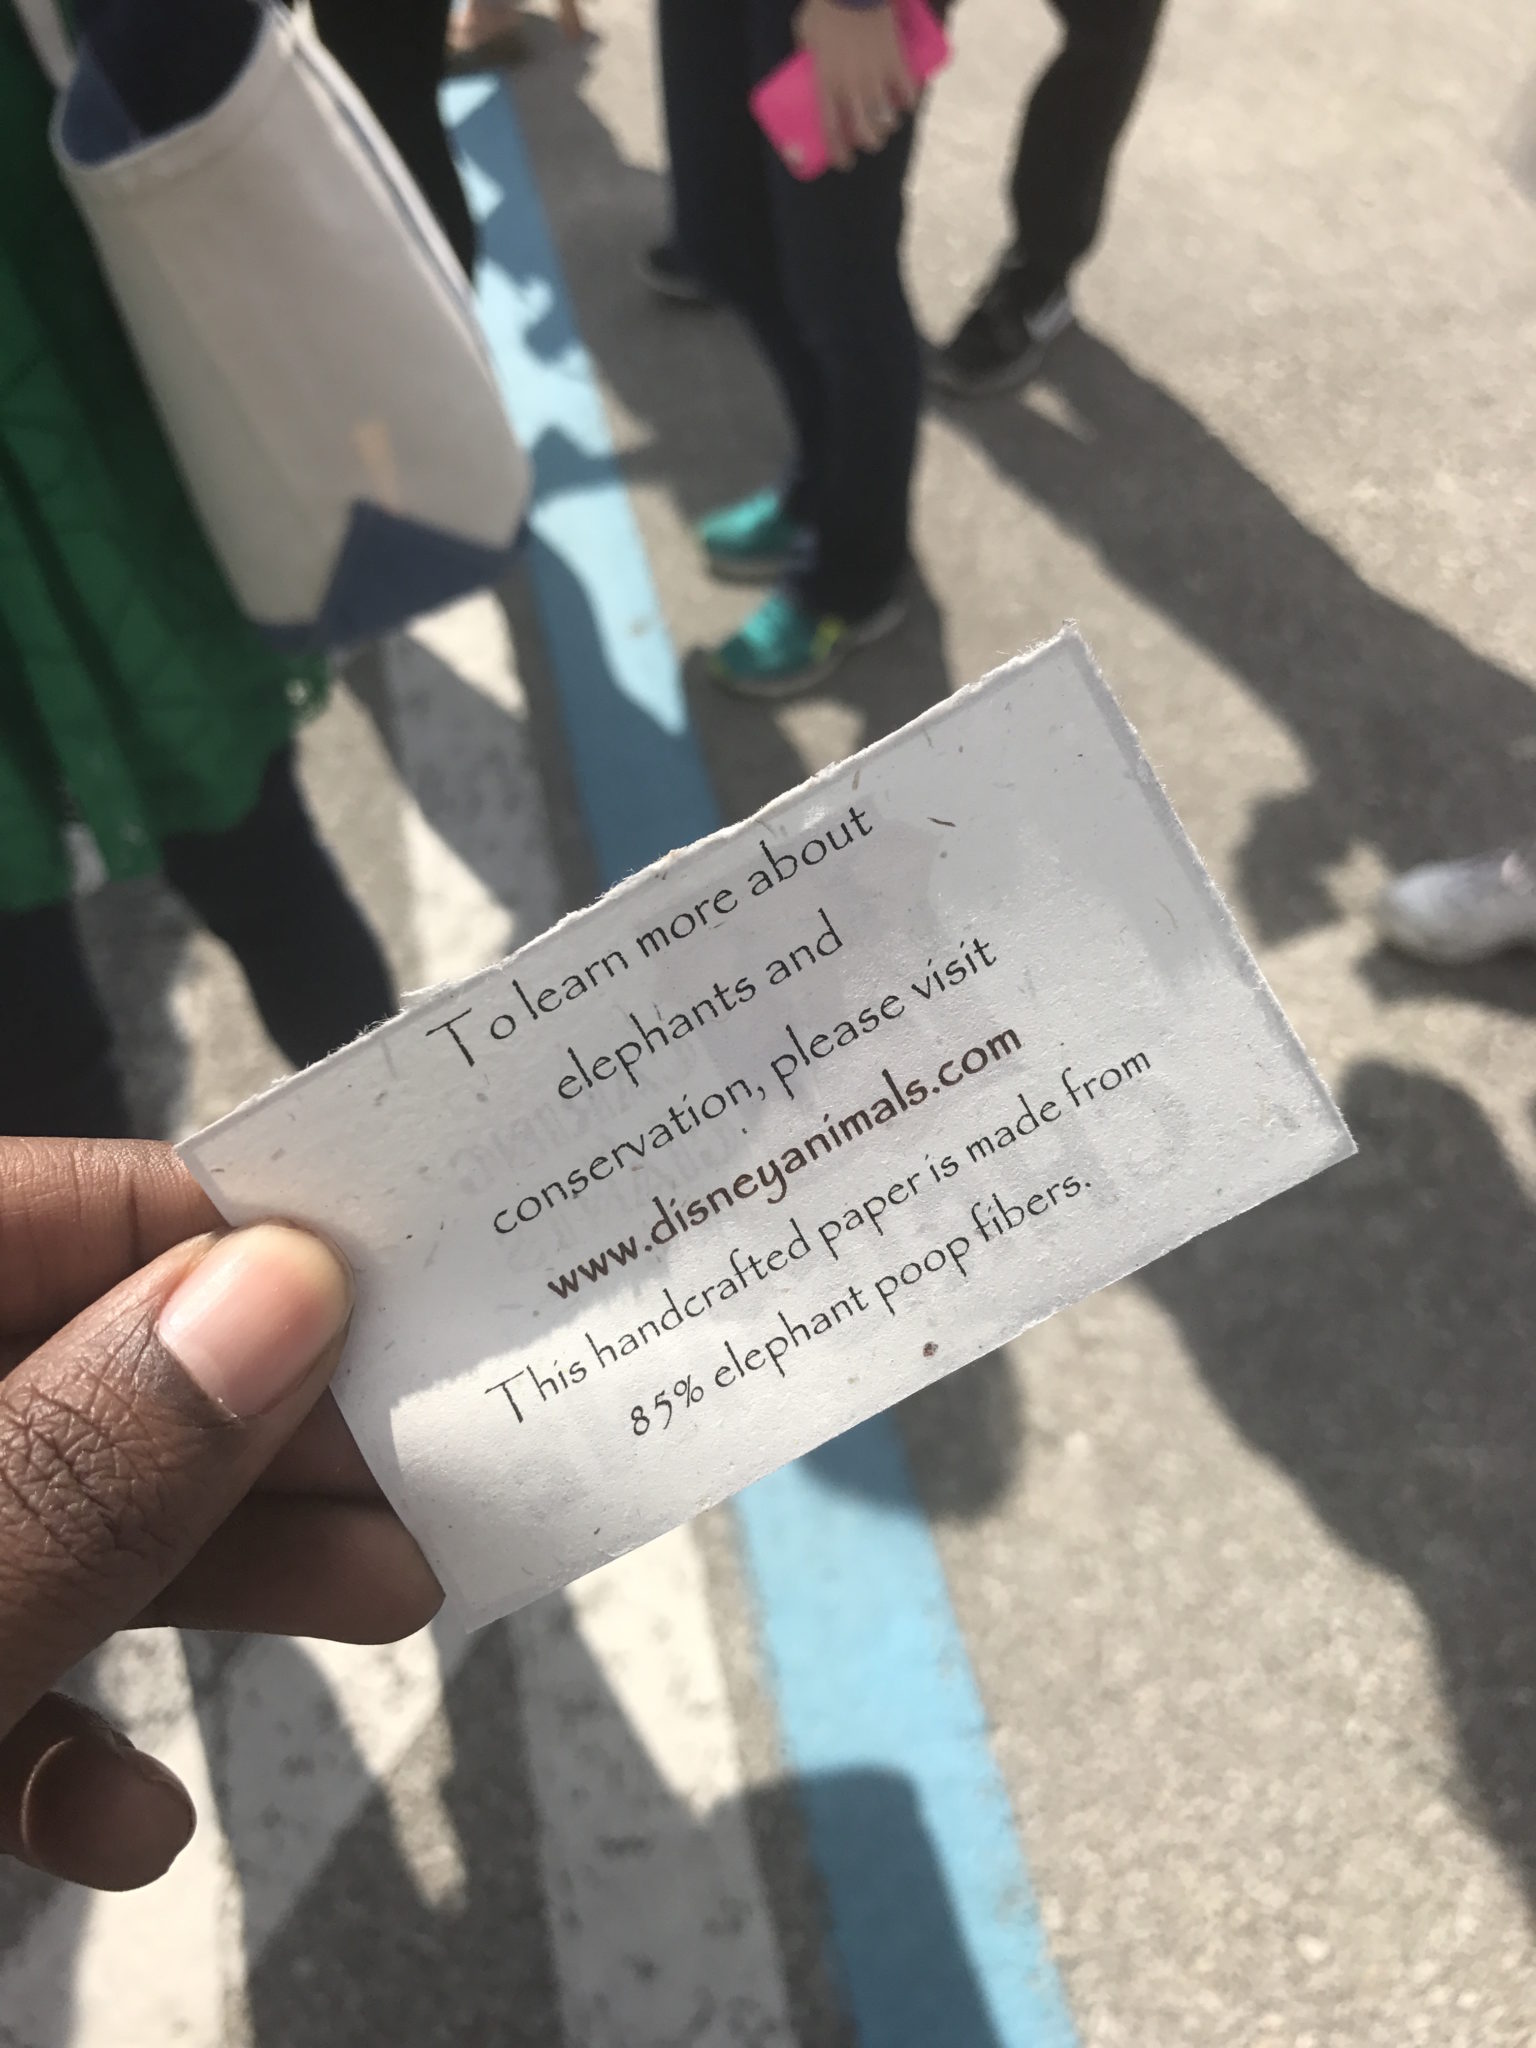 To learn more about
elephants and
conservation, please visit
www.disneyanimals.com
This handcrafted paper is made from
85% elephant poop fibers.